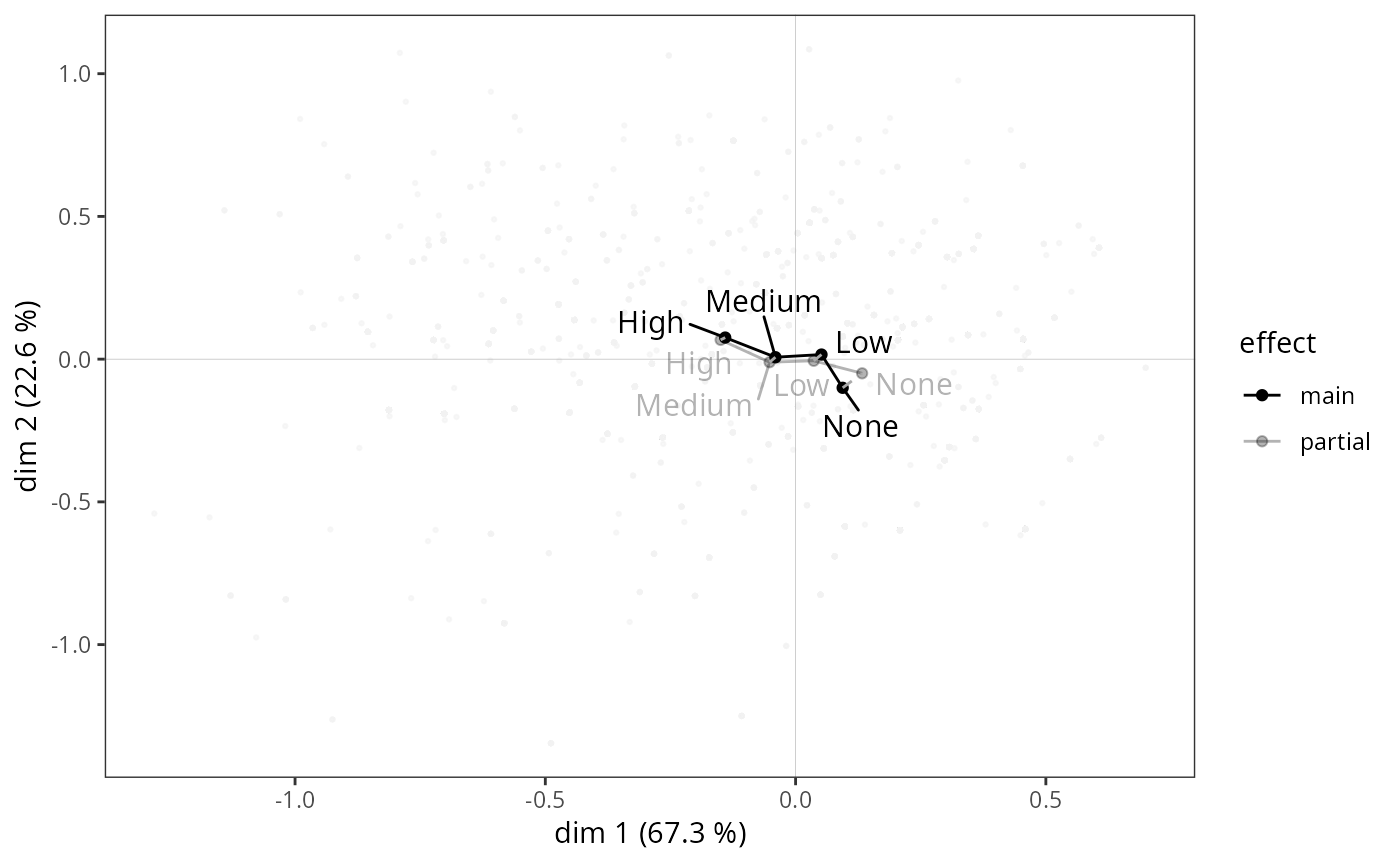 1.0
0.5
0.0
-0.5
-1.0
dim 2 (22.6 %)
Medium
High
Low
High
Low
None
Medium
None
-1.0
-0.5
0.0
0.5
dim 1 (67.3 %)
effect
main
partial